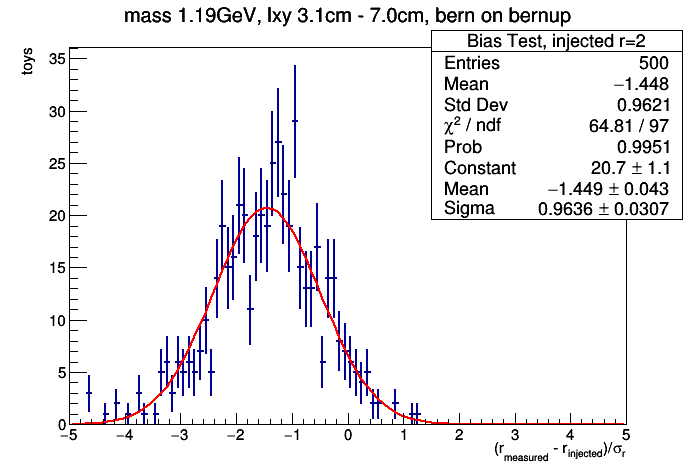 mass 1.19GeV, lxy 3.1cm - 7.0cm, bern on bernup
Bias Test, injected r=2
Entries 500
Mean −1.448
Std Dev 0.9621
χ² / ndf 64.81 / 97
Prob 0.9951
Constant 20.7 ± 1.1
Mean −1.449 ± 0.043
Sigma 0.9636 ± 0.0307
toys
35
30
25
20
15
10
5
0
−5 −4 −3 −2 −1 0 1 2 3 4 5
(r_measured - r_injected)/σ_r